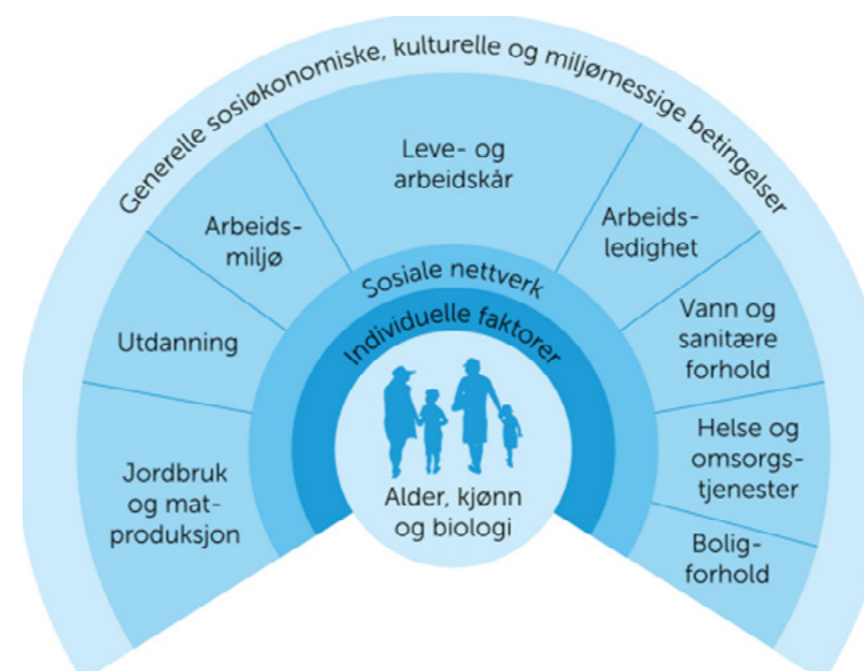 Generelle sosiøkonomiske, kulturelle og miljømessige betingelser
Leve- og
arbeidskår
Arbeids-
miljø
Arbeids-
ledighet
Sosiale nettverk
Utdanning
Individuelle faktorer
Vann og
sanitære
forhold
Jordbruk
og mat-
produksjon
Alder, kjønn
og biologi
Helse og
omsorgs-
tjenester
Bolig-
forhold